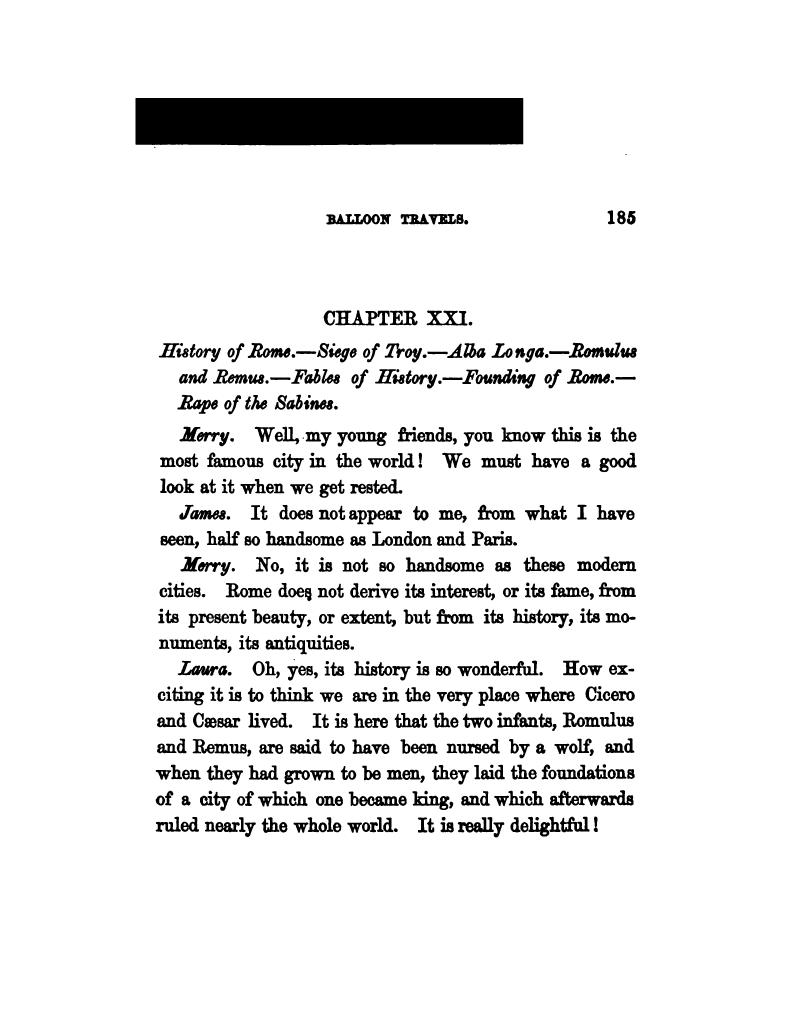 BALLOON TRAVELS. 185
CHAPTER XXI.
History of Rome.—Siege of Troy.—Alba Longa.—Romulus
and Remus.—Fables of History.—Founding of Rome.—
Rape of the Sabines.
Merry. Well, my young friends, you know this is the
most famous city in the world! We must have a good
look at it when we get rested.
James. It does not appear to me, from what I have
seen, half so handsome as London and Paris.
Merry. No, it is not so handsome as these modern
cities. Rome does not derive its interest, or its fame, from
its present beauty, or extent, but from its history, its mo-
numents, its antiquities.
Laura. Oh, yes, its history is so wonderful. How ex-
citing it is to think we are in the very place where Cicero
and Cæsar lived. It is here that the two infants, Romulus
and Remus, are said to have been nursed by a wolf, and
when they had grown to be men, they laid the foundations
of a city of which one became king, and which afterwards
ruled nearly the whole world. It is really delightful!